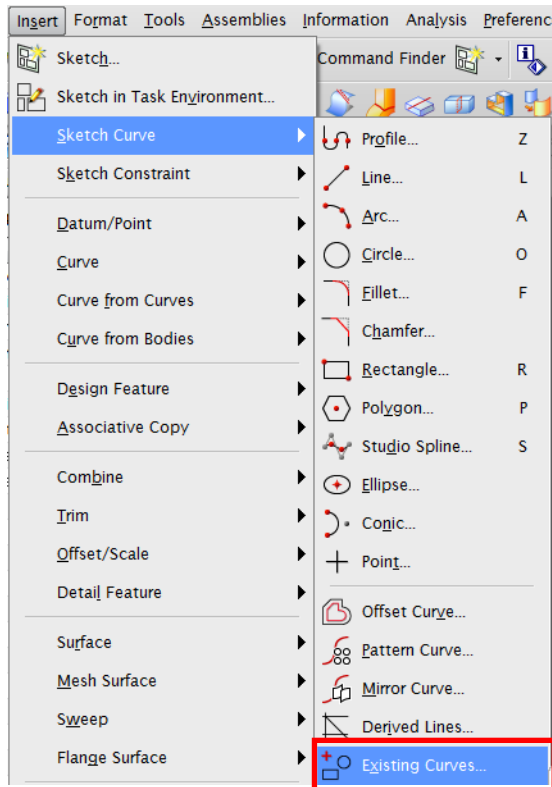 Insert Format Tools Assemblies Information Analysis Preferenc
Sketch...
Command Finder
Sketch in Task Environment...
Sketch Curve
Sketch Constraint
Datum/Point
Curve
Curve from Curves
Curve from Bodies
Design Feature
Associative Copy
Combine
Trim
Offset/Scale
Detail Feature
Surface
Mesh Surface
Sweep
Flange Surface
Profile... Z
Line... L
Arc... A
Circle... O
Fillet... F
Chamfer...
Rectangle... R
Polygon... P
Studio Spline... S
Ellipse...
Conic...
Point...
Offset Curve...
Pattern Curve...
Mirror Curve...
Derived Lines...
Existing Curves...